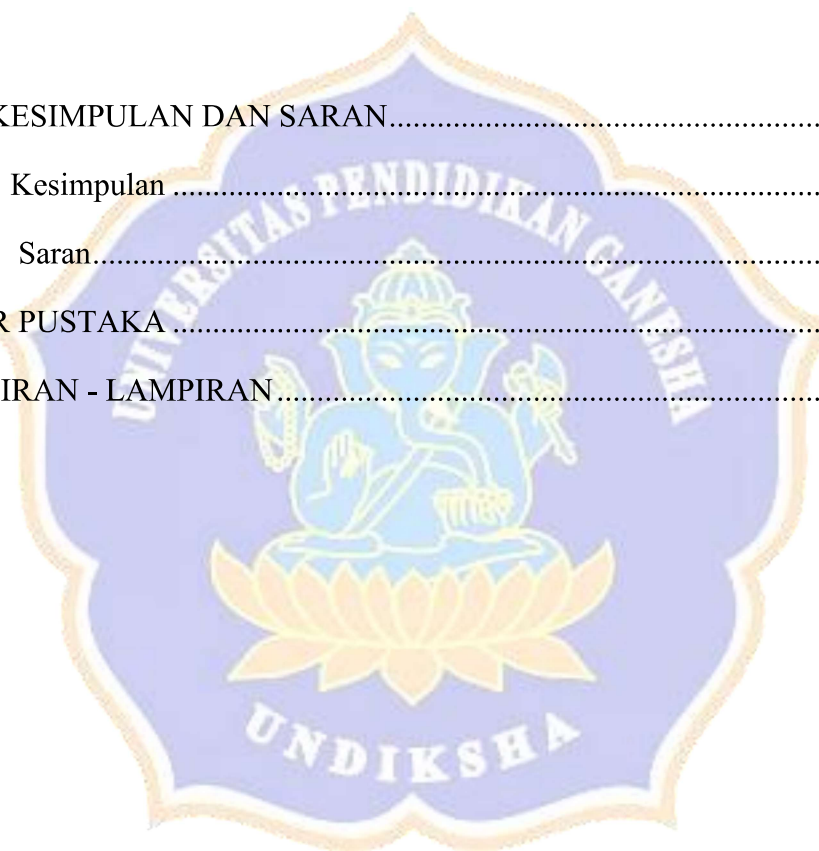 KESIMPULAN DAN SARAN
Kesimpulan
Saran
R PUSTAKA
IRAN - LAMPIRAN
UNIVERSITAS PENDIDIKAN GANESHA
UNDIKSHA